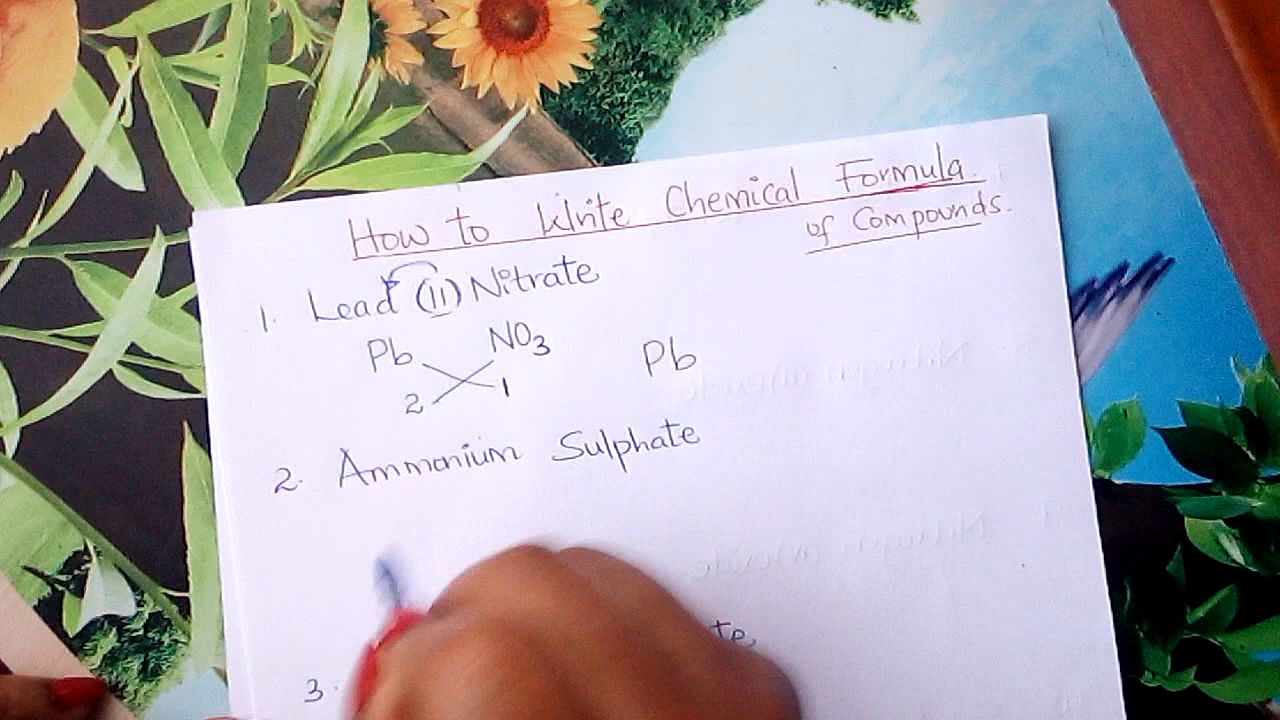 How to Write Chemical Formula.
of Compounds.
1. Lead (II) Nitrate
Pb NO3 Pb
2 1
2. Ammonium Sulphate
te
3.